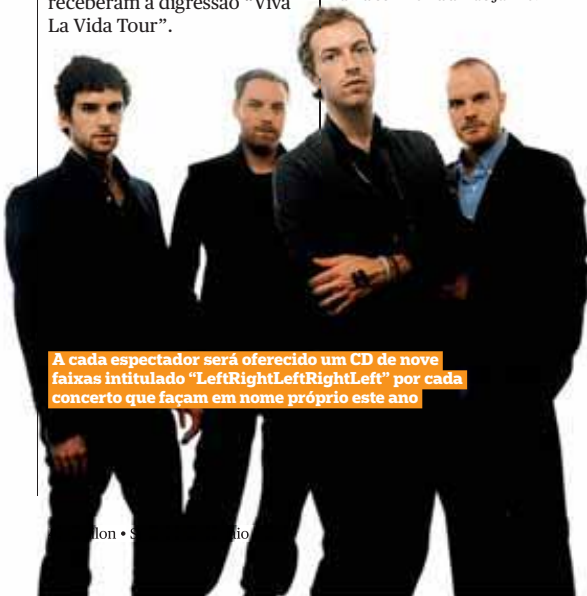 receberam a digressão “Viva
La Vida Tour”.
A cada espectador será oferecido um CD de nove
faixas intitulado “LeftRightLeftRightLeft” por cada
concerto que façam em nome próprio este ano